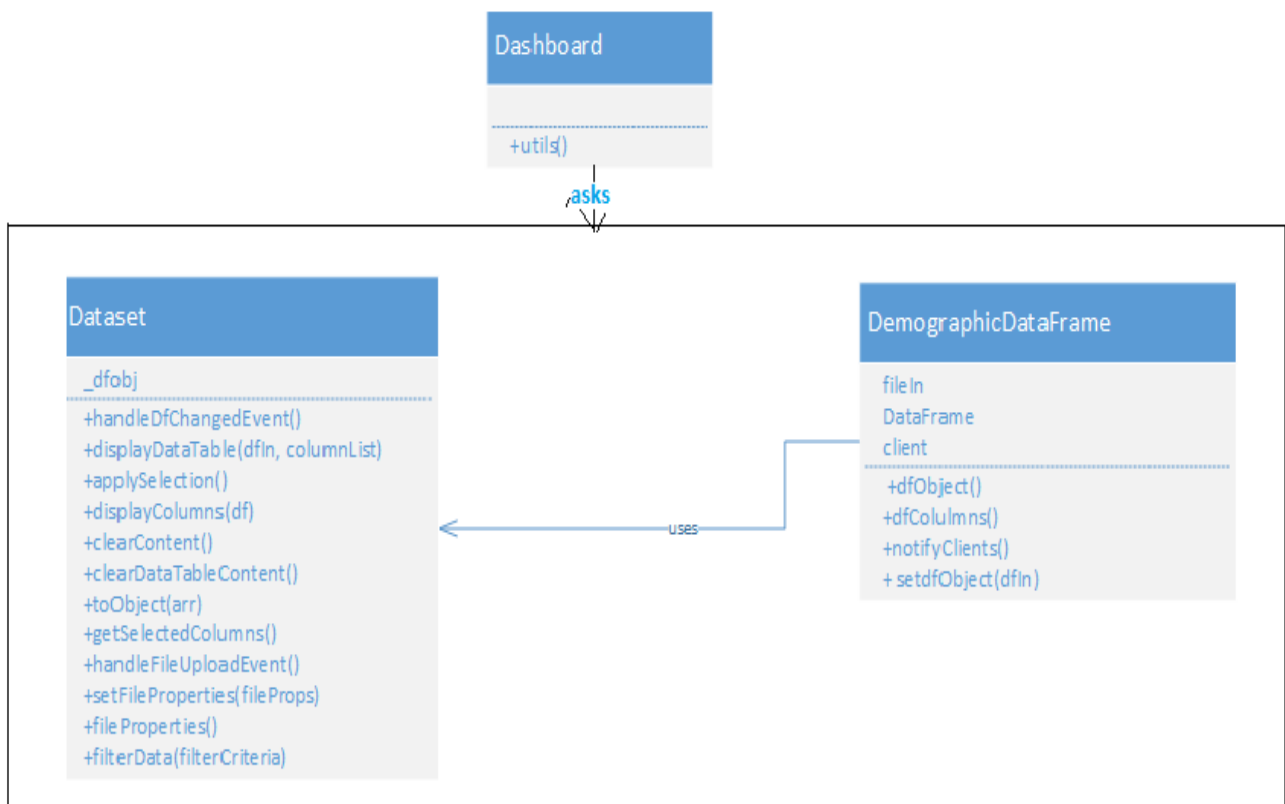 Dashboard
+utils()
asks
Dataset
_dfobj
+handleDfChangedEvent()
+displayDataTable(dfIn, columnList)
+applySelection()
+displayColumns(df)
+clearContent()
+clearDataTableContent()
+toObject(arr)
+getSelectedColumns()
+handleFileUploadEvent()
+setFileProperties(fileProps)
+fileProperties()
+filterData(filterCriteria)
uses
DemographicDataFrame
fileIn
DataFrame
client
+dfObject()
+dfColulmns()
+notifyClients()
+ setdfObject(dfIn)